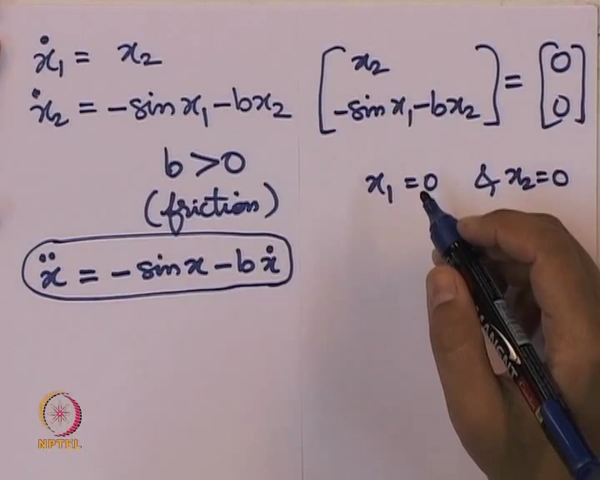 ẋ₁ = x₂
ẋ₂ = -sin x₁ - bx₂
b > 0
(friction)
ẍ = -sin x - b ẋ
[x₂
-sin x₁ - bx₂] = [0
0]
x₁ = 0 & x₂ = 0
NPTEL